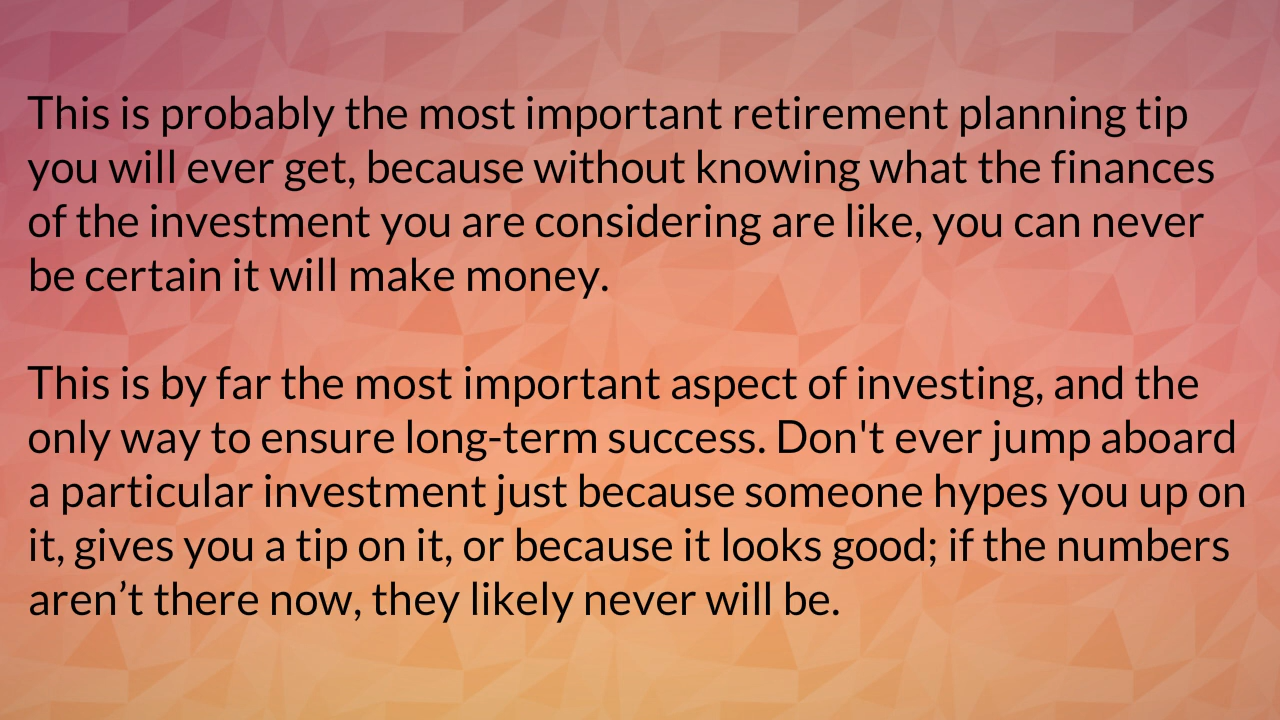 This is probably the most important retirement planning tip
you will ever get, because without knowing what the finances
of the investment you are considering are like, you can never
be certain it will make money.
This is by far the most important aspect of investing, and the
only way to ensure long-term success. Don't ever jump aboard
a particular investment just because someone hypes you up on
it, gives you a tip on it, or because it looks good; if the numbers
aren’t there now, they likely never will be.